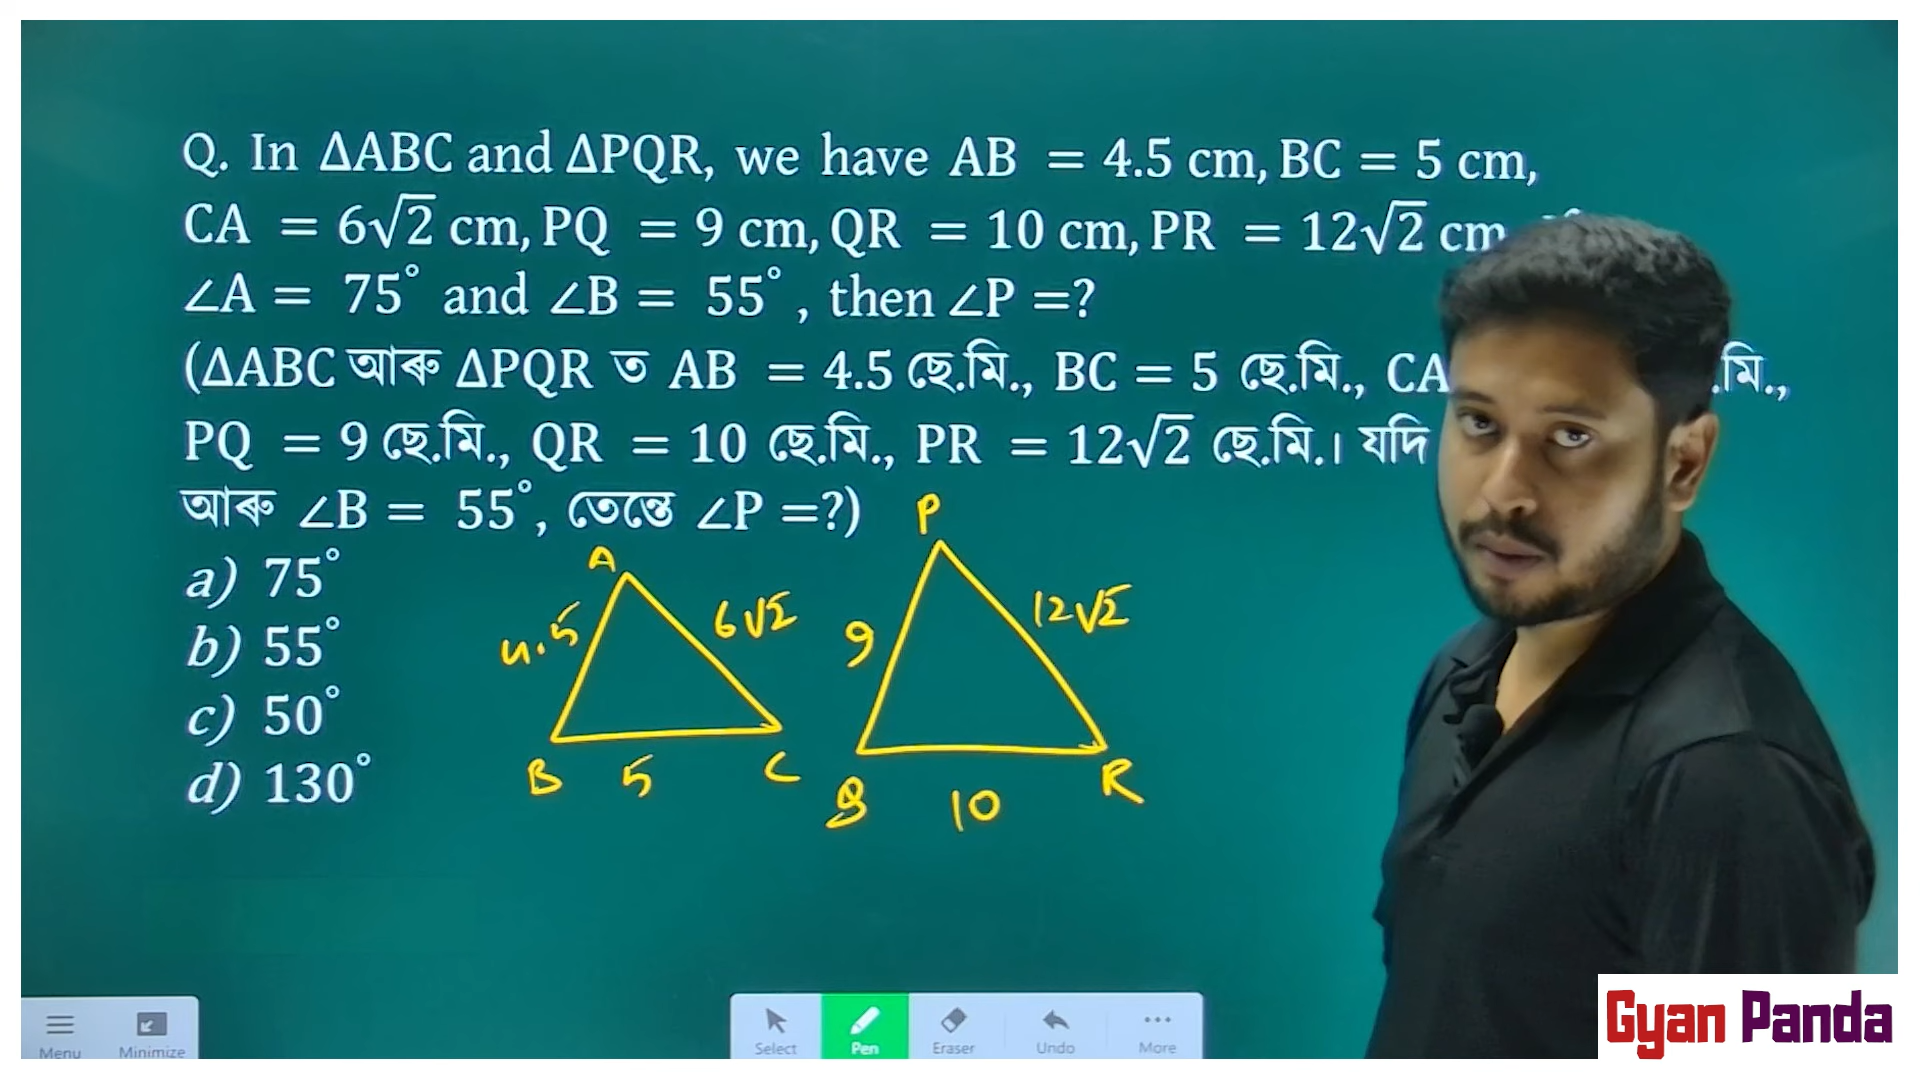 Q. In ΔABC and ΔPQR, we have AB = 4.5 cm, BC = 5 cm,
CA = 6√2 cm, PQ = 9 cm, QR = 10 cm, PR = 12√2 cm
∠A = 75° and ∠B = 55°, then ∠P =?
(ΔABC আৰু ΔPQR ত AB = 4.5 ছে.মি., BC = 5 ছে.মি., CA .মি.,
PQ = 9 ছে.মি., QR = 10 ছে.মি., PR = 12√2 ছে.মি.। যদি
আৰু ∠B = 55°, তেন্তে ∠P =?)
a) 75°
b) 55°
c) 50°
d) 130°
P
A
4.5 6√2 9 12√2
B 5 C Q 10 R
Menu Minimize Select Pen Eraser Undo More
Gyan Panda